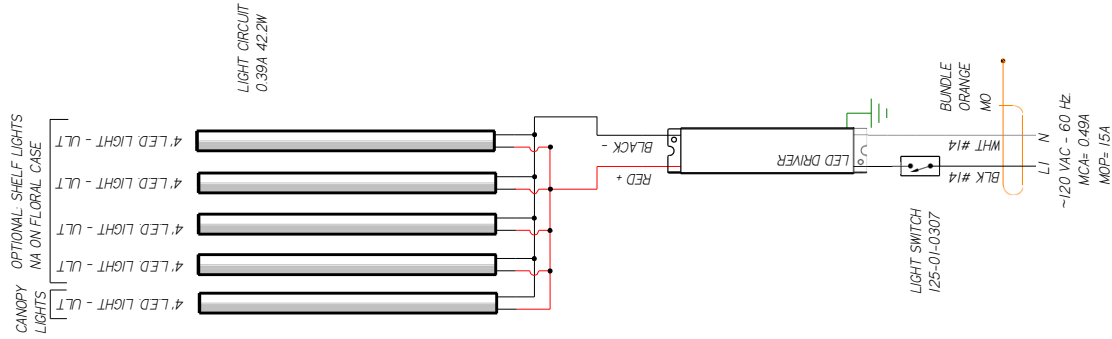 CANOPY
LIGHTS
OPTIONAL: SHELF LIGHTS
NA ON FLORAL CASE
4' LED LIGHT - ULT
4' LED LIGHT - ULT
4' LED LIGHT - ULT
4' LED LIGHT - ULT
4' LED LIGHT - ULT
LIGHT CIRCUIT
0.39A 42.2W
BLACK -
RED +
LED DRIVER
LIGHT SWITCH
125-01-0307
BUNDLE
ORANGE
MO
WHT #14
BLK #14
N
L1
~120 VAC - 60 Hz.
MCA= 0.49A
MOP= 15A